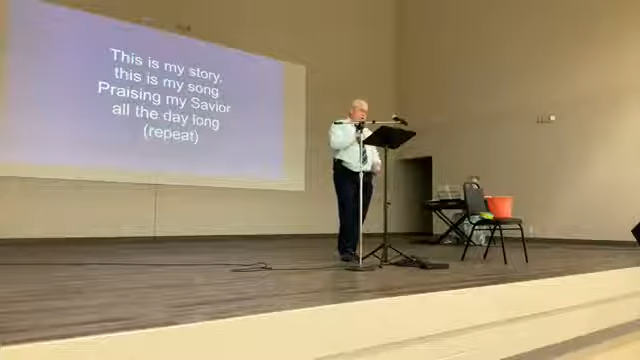 This is my story,
this is my song
Praising my Savior
all the day long
(repeat)